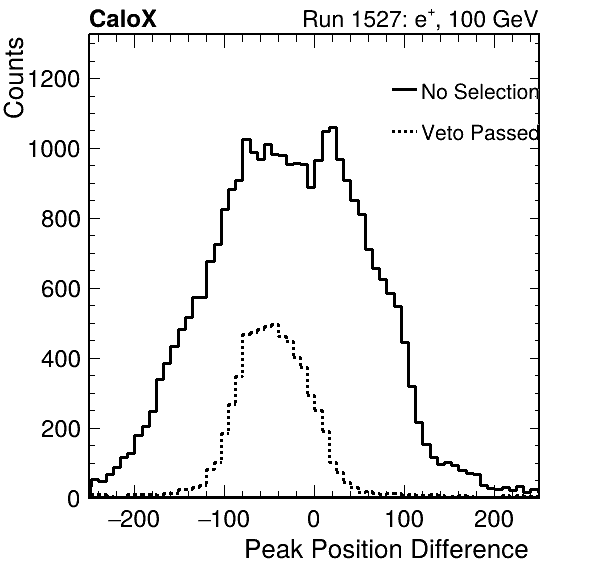 CaloX Run 1527: e⁺, 100 GeV
Counts
1200
1000
800
600
400
200
0
No Selection
Veto Passed
−200 −100 0 100 200
Peak Position Difference